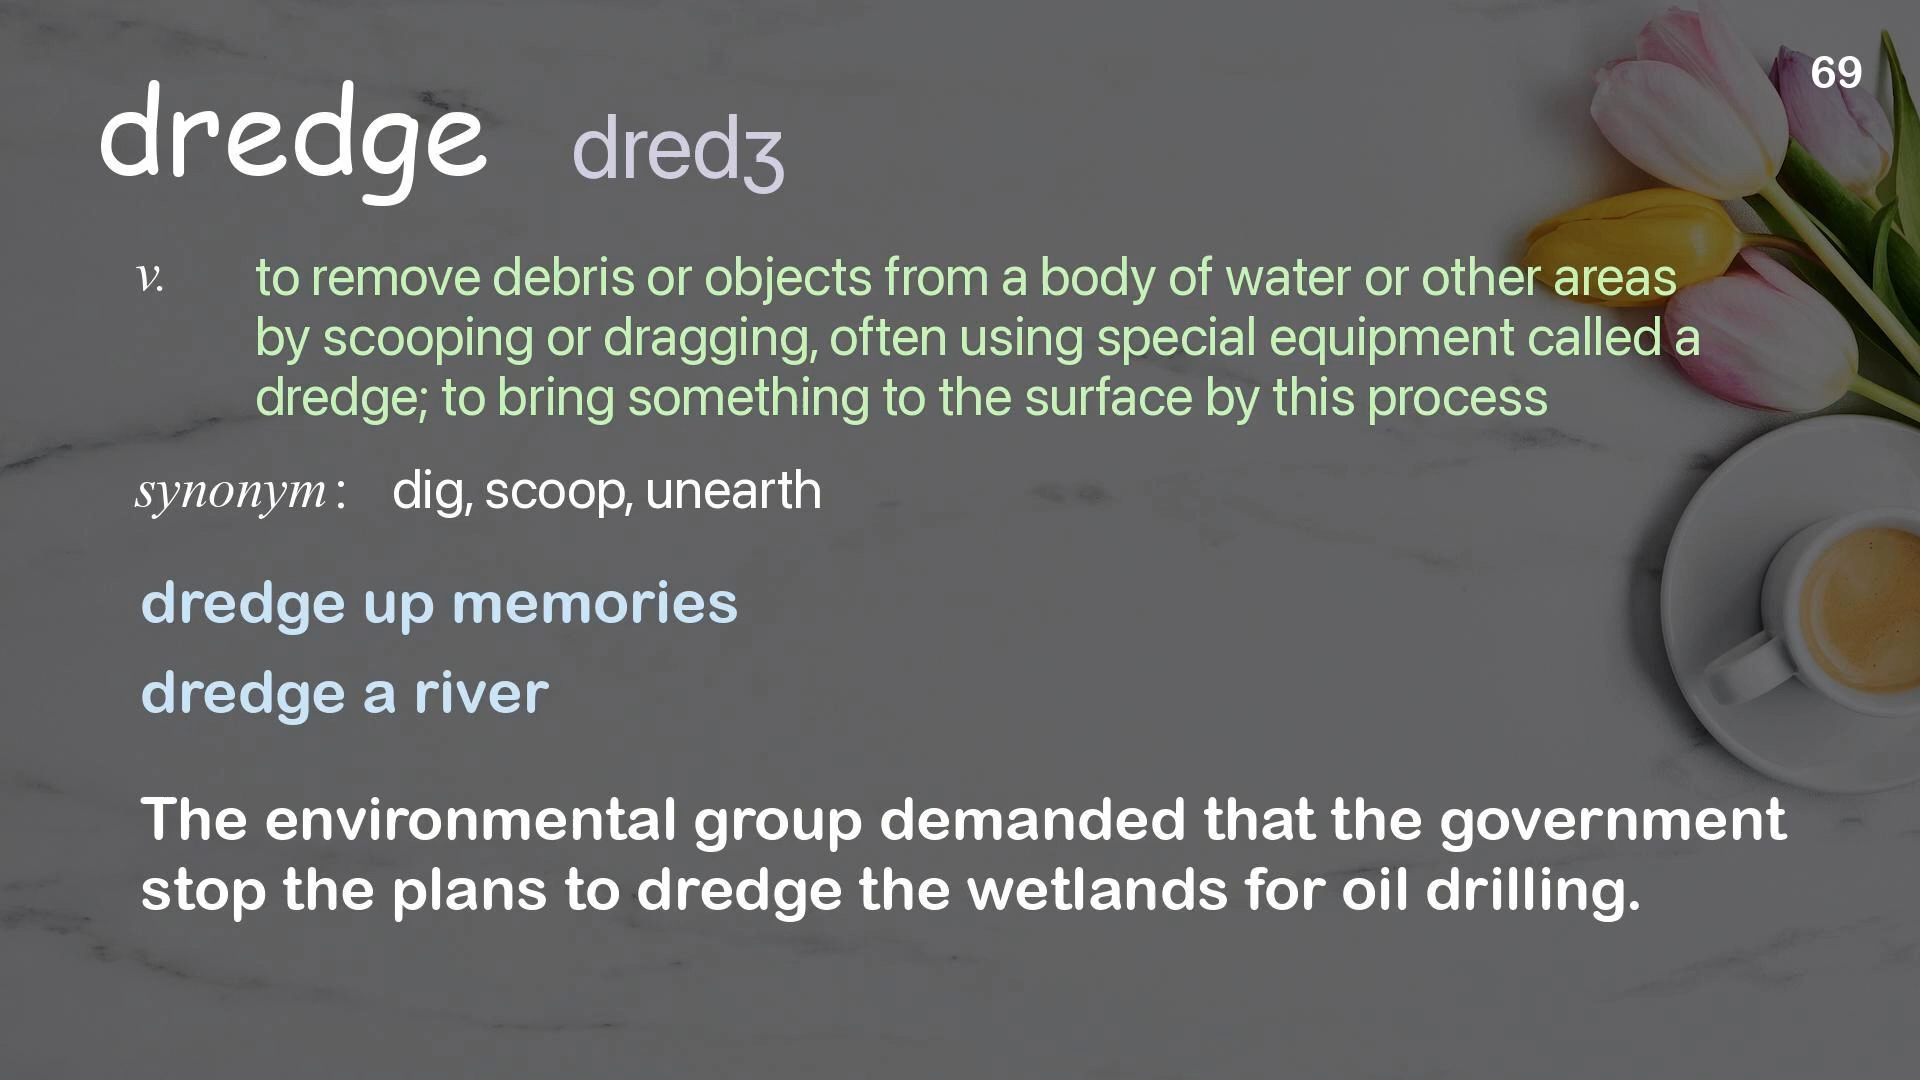 69
dredge dredʒ
v. to remove debris or objects from a body of water or other areas
by scooping or dragging, often using special equipment called a
dredge; to bring something to the surface by this process
synonym : dig, scoop, unearth
dredge up memories
dredge a river
The environmental group demanded that the government
stop the plans to dredge the wetlands for oil drilling.